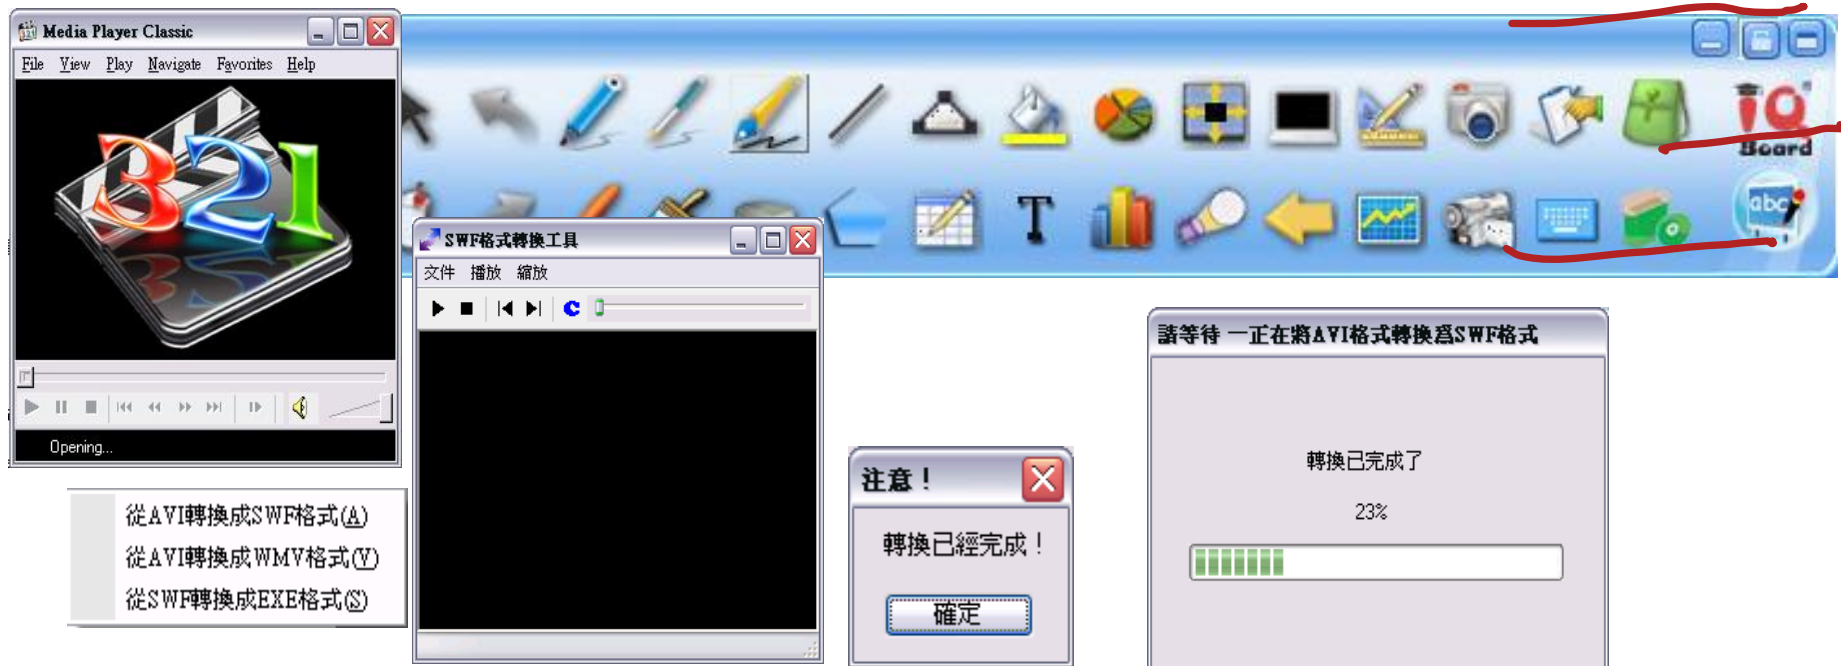 Media Player Classic
File View Play Navigate Favorites Help
321
Opening...
從AVI轉換成SWF格式(A)
從AVI轉換成WMV格式(V)
從SWF轉換成EXE格式(S)
SWF格式轉換工具
文件 播放 縮放
IQ
Board
T
abc
注意！
轉換已經完成！
確定
請等待 —正在將AVI格式轉換爲SWF格式
轉換已完成了
23%